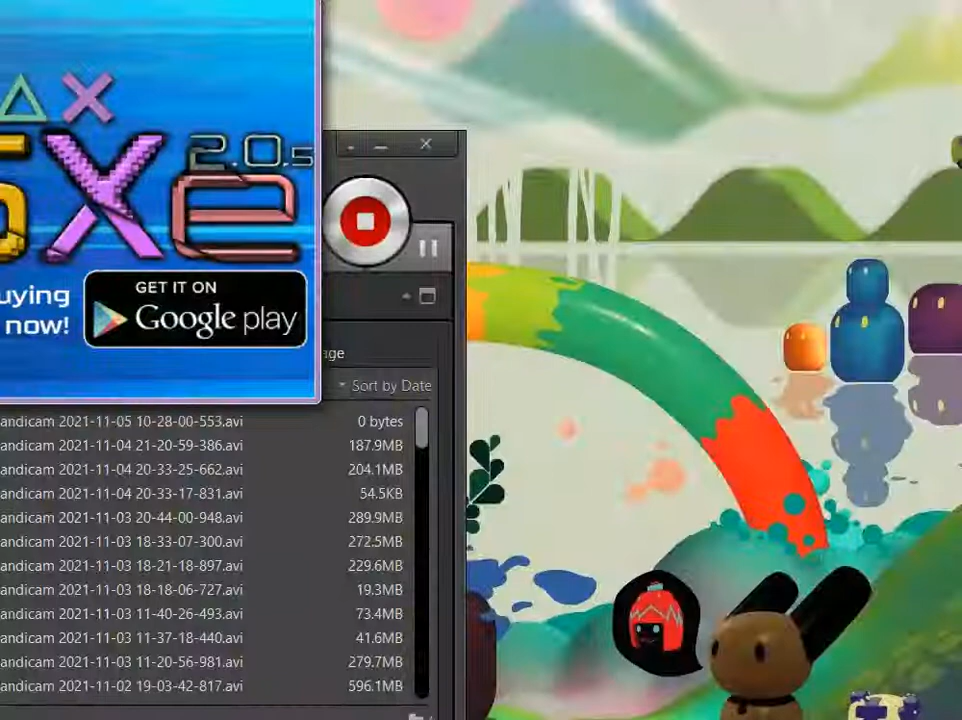 2.0.5
Xe
GET IT ON
uying
Google play
now!
age
Sort by Date
andicam 2021-11-05 10-28-00-553.avi 0 bytes
andicam 2021-11-04 21-20-59-386.avi 187.9MB
andicam 2021-11-04 20-33-25-662.avi 204.1MB
andicam 2021-11-04 20-33-17-831.avi 54.5KB
andicam 2021-11-03 20-44-00-948.avi 289.9MB
andicam 2021-11-03 18-33-07-300.avi 272.5MB
andicam 2021-11-03 18-21-18-897.avi 229.6MB
andicam 2021-11-03 18-18-06-727.avi 19.3MB
andicam 2021-11-03 11-40-26-493.avi 73.4MB
andicam 2021-11-03 11-37-18-440.avi 41.6MB
andicam 2021-11-03 11-20-56-981.avi 279.7MB
andicam 2021-11-02 19-03-42-817.avi 596.1MB